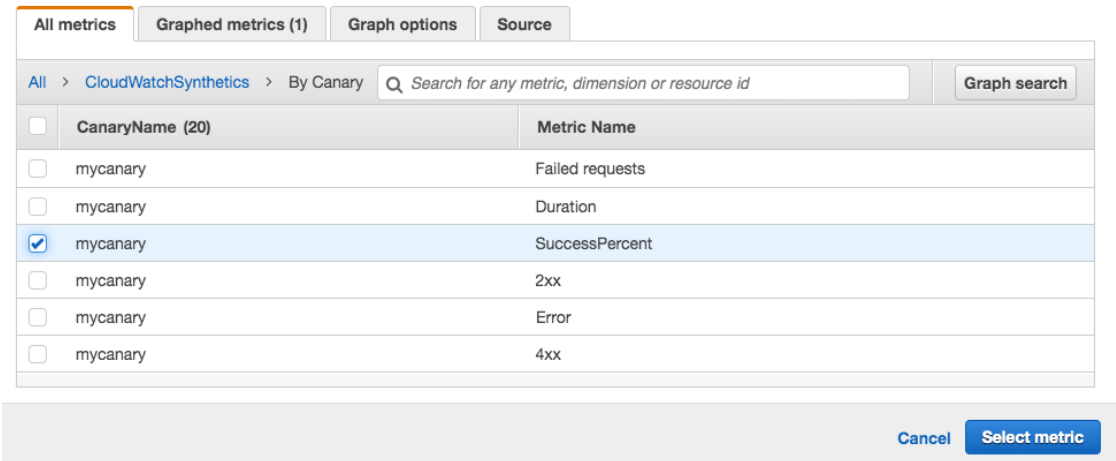 All metrics Graphed metrics (1) Graph options Source
All > CloudWatchSynthetics > By Canary Search for any metric, dimension or resource id Graph search
CanaryName (20) Metric Name
mycanary Failed requests
mycanary Duration
mycanary SuccessPercent
mycanary 2xx
mycanary Error
mycanary 4xx
Cancel Select metric